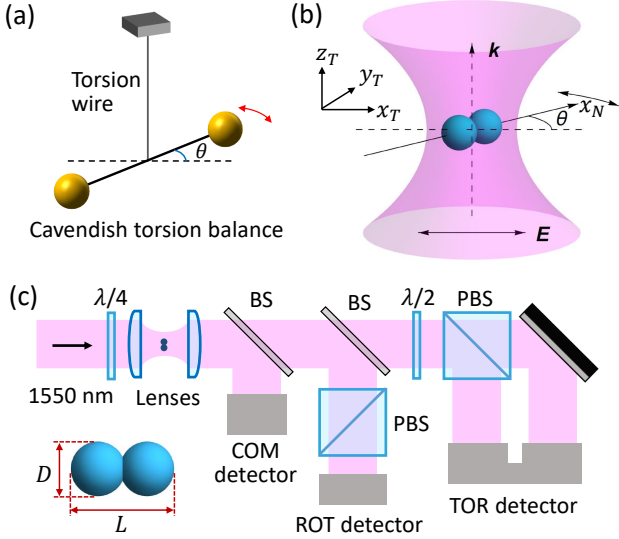 (a)
Torsion
wire
θ
Cavendish torsion balance
(b)
k
z_T
y_T
x_T
x_N
θ
E
(c)
λ/4
BS
BS
λ/2
PBS
1550 nm
Lenses
COM
detector
PBS
ROT detector
TOR detector
D
L